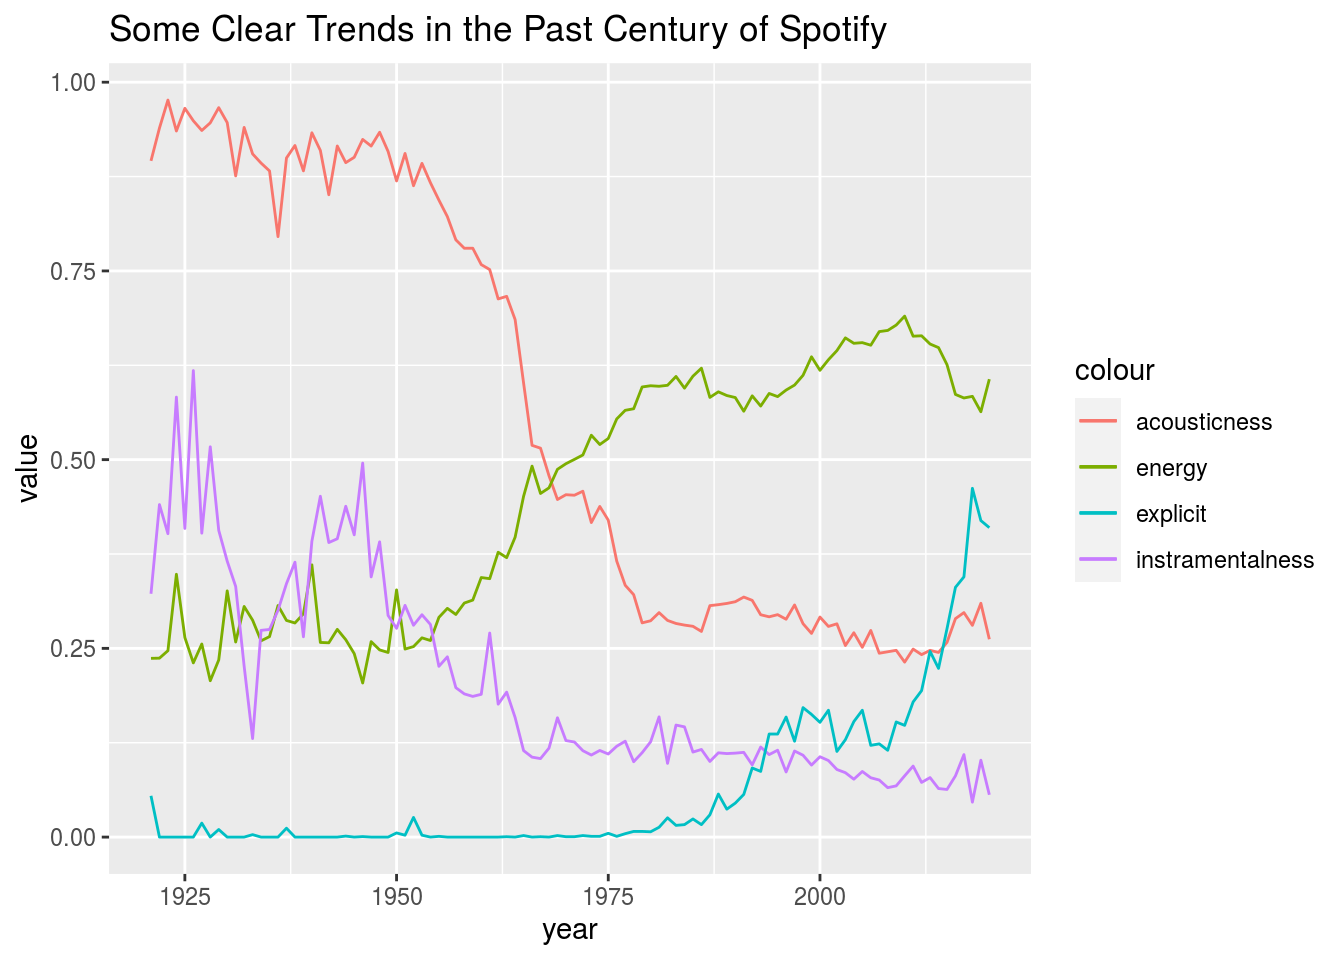 Some Clear Trends in the Past Century of Spotify
1.00
0.75
0.50
0.25
0.00
value
1925
1950
1975
2000
year
colour
acousticness
energy
explicit
instramentalness